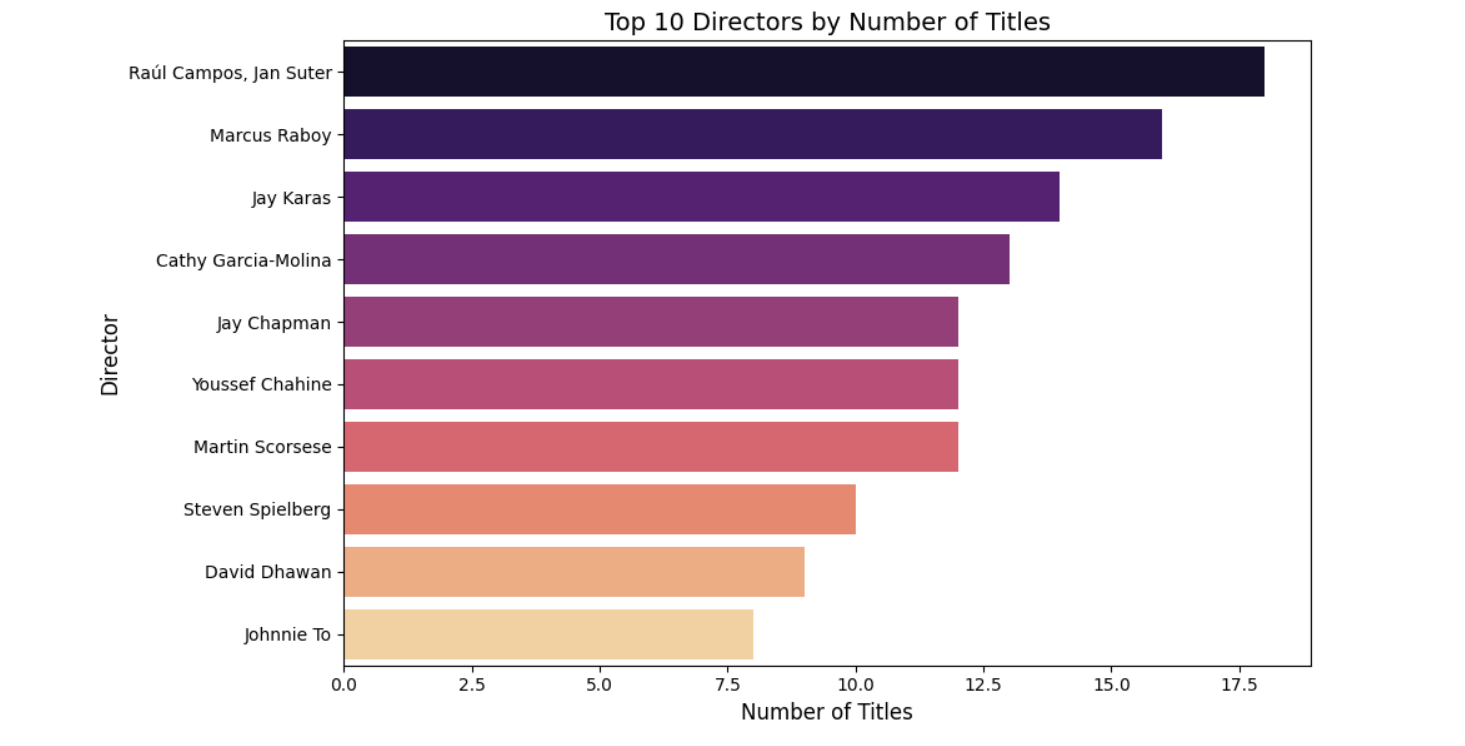 Top 10 Directors by Number of Titles
Raúl Campos, Jan Suter
Marcus Raboy
Jay Karas
Cathy Garcia-Molina
Jay Chapman
Youssef Chahine
Martin Scorsese
Steven Spielberg
David Dhawan
Johnnie To
Director
0.0 2.5 5.0 7.5 10.0 12.5 15.0 17.5
Number of Titles